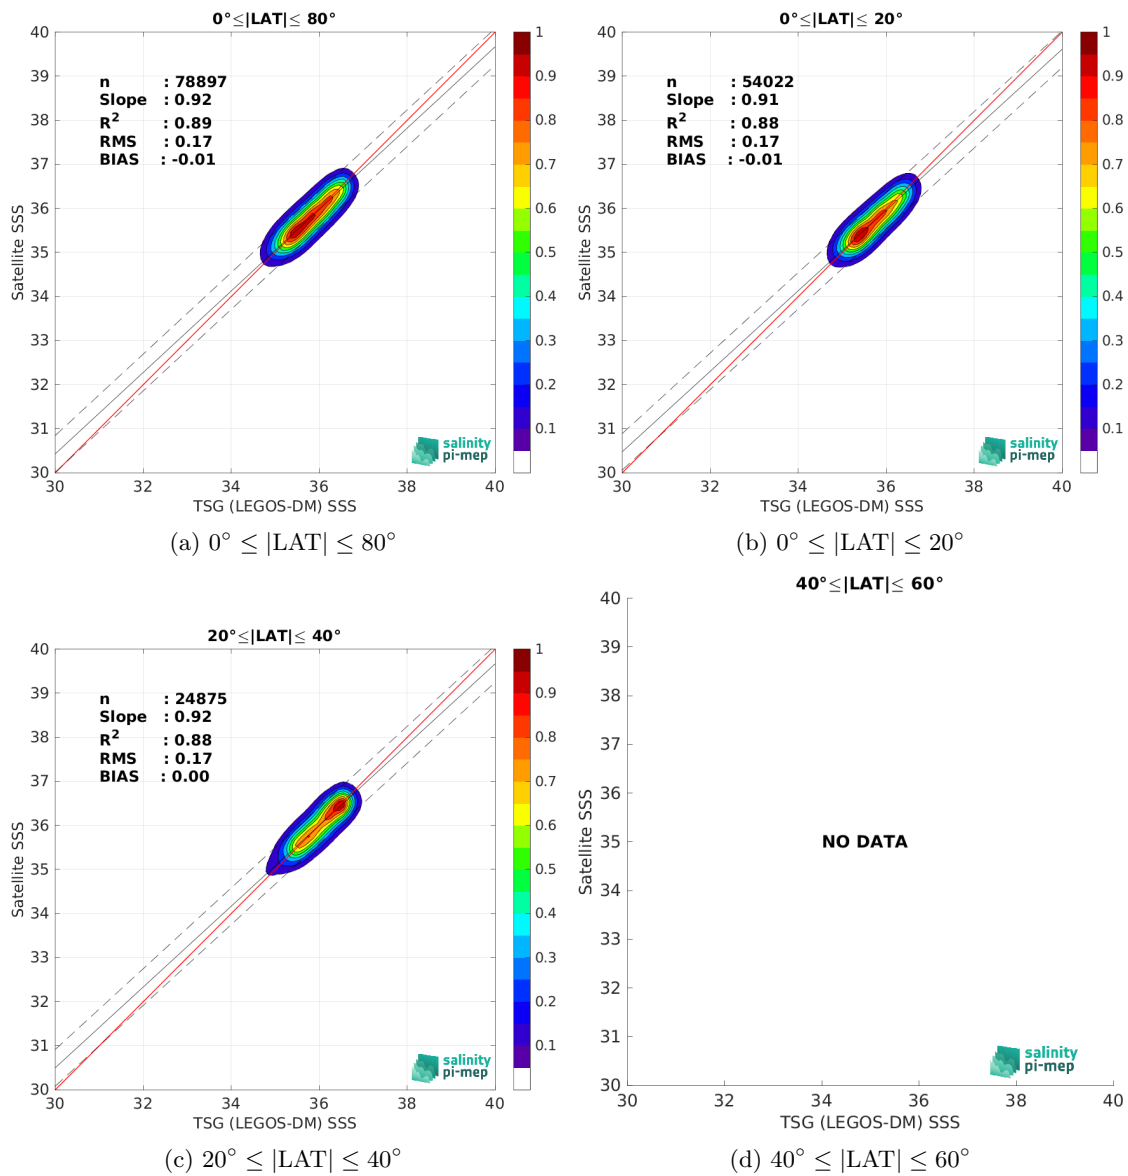 0°≤|LAT|≤ 80°
40
39
38
37
36
35
34
33
32
31
30
Satellite SSS
n : 78897
Slope : 0.92
R2 : 0.89
RMS : 0.17
BIAS : -0.01
salinity
pi-mep
30 32 34 36 38 40
TSG (LEGOS-DM) SSS
1
0.9
0.8
0.7
0.6
0.5
0.4
0.3
0.2
0.1
(a) 0° ≤ |LAT| ≤ 80°
0°≤|LAT|≤ 20°
40
39
38
37
36
35
34
33
32
31
30
Satellite SSS
n : 54022
Slope : 0.91
R2 : 0.88
RMS : 0.17
BIAS : -0.01
salinity
pi-mep
30 32 34 36 38 40
TSG (LEGOS-DM) SSS
1
0.9
0.8
0.7
0.6
0.5
0.4
0.3
0.2
0.1
(b) 0° ≤ |LAT| ≤ 20°
20°≤|LAT|≤ 40°
40
39
38
37
36
35
34
33
32
31
30
Satellite SSS
n : 24875
Slope : 0.92
R2 : 0.88
RMS : 0.17
BIAS : 0.00
salinity
pi-mep
30 32 34 36 38 40
TSG (LEGOS-DM) SSS
1
0.9
0.8
0.7
0.6
0.5
0.4
0.3
0.2
0.1
(c) 20° ≤ |LAT| ≤ 40°
40°≤|LAT|≤ 60°
40
39
38
37
36
35
34
33
32
31
30
Satellite SSS
NO DATA
salinity
pi-mep
30 32 34 36 38 40
TSG (LEGOS-DM) SSS
(d) 40° ≤ |LAT| ≤ 60°